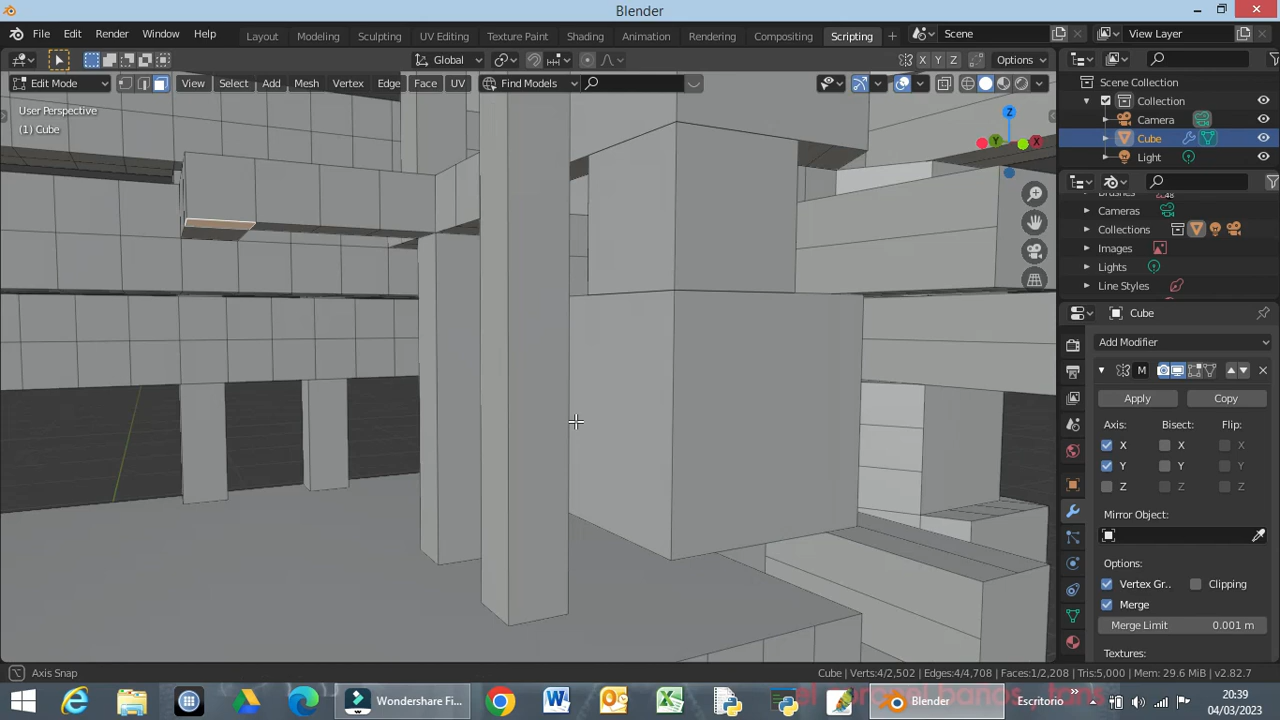 Blender
File Edit Render Window Help Layout Modeling Sculpting UV Editing Texture Paint Shading Animation Rendering Compositing Scripting Scene View Layer
Global X Y Z Options
Edit Mode View Select Add Mesh Vertex Edge Face UV Find Models
User Perspective
(1) Cube
Z
Y
X
Scene Collection
Collection
Camera
Cube
Light
Brushes 48
Cameras
Collections
Images
Lights
Line Styles
Cube
Add Modifier
M
Apply Copy
Axis: Bisect: Flip:
X X X
Y Y Y
Z Z Z
Mirror Object:
Options:
Vertex Gr.. Clipping
Merge
Merge Limit 0.001 m
Textures:
Axis Snap
Cube | Verts:4/2,502 | Edges:4/4,708 | Faces:1/2,208 | Tris:5,000 | Mem: 29.6 MiB | v2.82.7
Wondershare Fi... Blender Escritorio
20:39
04/03/2023